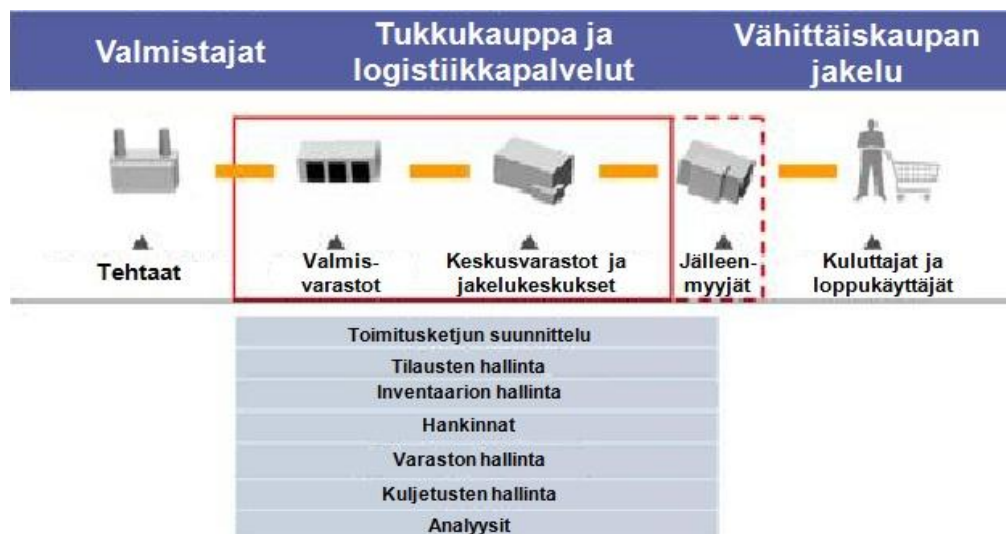 Valmistajat
Tukkukauppa ja
logistiikkapalvelut
Vähittäiskaupan
jakelu
Tehtaat
Valmis-
varastot
Keskusvarastot ja
jakelukeskukset
Jälleen-
myyjät
Kuluttajat ja
loppukäyttäjät
Toimitusketjun suunnittelu
Tilausten hallinta
Inventaarion hallinta
Hankinnat
Varaston hallinta
Kuljetusten hallinta
Analyysit